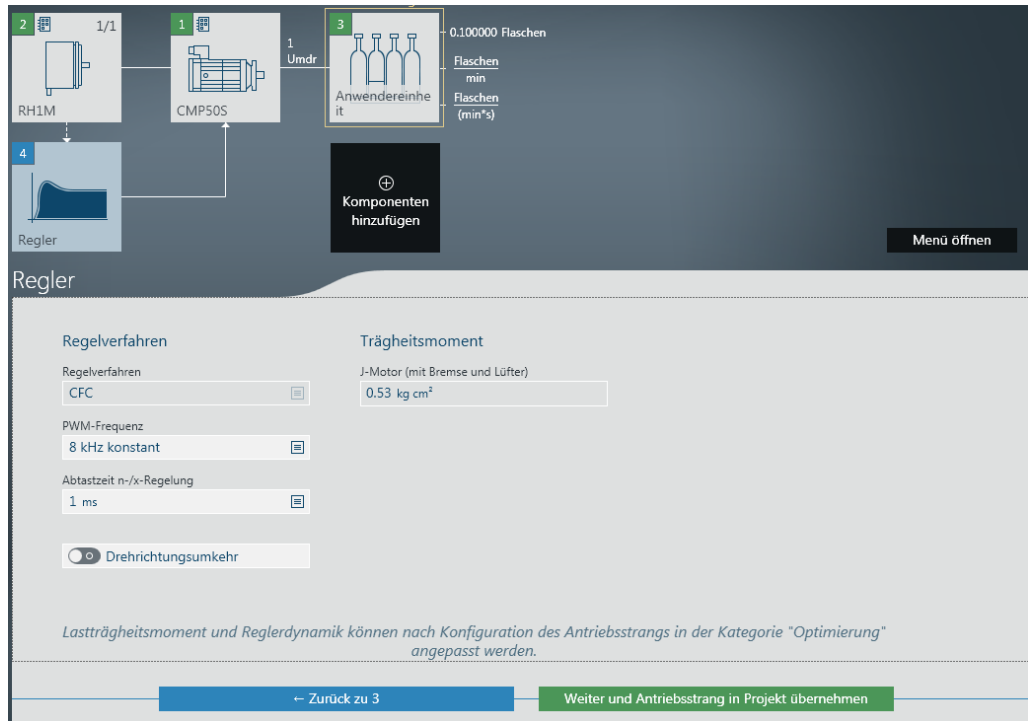 2
1/1
RH1M
1
CMP50S
1
Umdr
3
Anwendereinhe
it
0.100000 Flaschen
Flaschen
min
Flaschen
(min*s)
4
Regler
Komponenten
hinzufügen
Menü öffnen
Regler
Regelverfahren
Regelverfahren
CFC
PWM-Frequenz
8 kHz konstant
Abtastzeit n-/x-Regelung
1 ms
Drehrichtungsumkehr
Trägheitsmoment
J-Motor (mit Bremse und Lüfter)
0.53 kg cm²
Lastträgheitsmoment und Reglerdynamik können nach Konfiguration des Antriebsstrangs in der Kategorie "Optimierung"
angepasst werden.
← Zurück zu 3
Weiter und Antriebsstrang in Projekt übernehmen